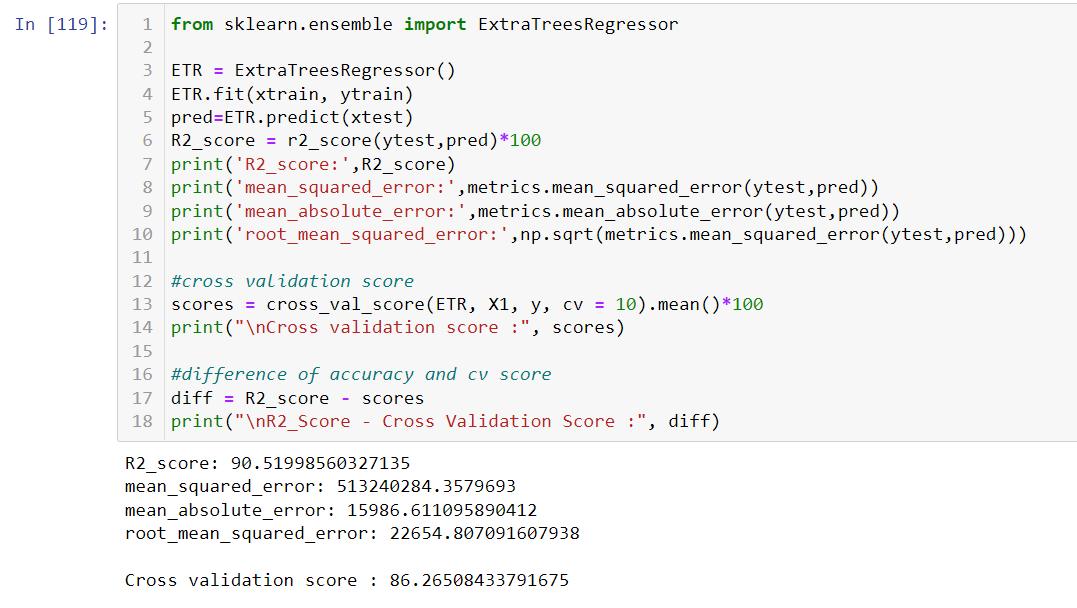 In [119]:
1 from sklearn.ensemble import ExtraTreesRegressor
2
3 ETR = ExtraTreesRegressor()
4 ETR.fit(xtrain, ytrain)
5 pred=ETR.predict(xtest)
6 R2_score = r2_score(ytest,pred)*100
7 print('R2_score:',R2_score)
8 print('mean_squared_error:',metrics.mean_squared_error(ytest,pred))
9 print('mean_absolute_error:',metrics.mean_absolute_error(ytest,pred))
10 print('root_mean_squared_error:',np.sqrt(metrics.mean_squared_error(ytest,pred)))
11
12 #cross validation score
13 scores = cross_val_score(ETR, X1, y, cv = 10).mean()*100
14 print("\nCross validation score :", scores)
15
16 #difference of accuracy and cv score
17 diff = R2_score - scores
18 print("\nR2_Score - Cross Validation Score :", diff)
R2_score: 90.51998560327135
mean_squared_error: 513240284.3579693
mean_absolute_error: 15986.611095890412
root_mean_squared_error: 22654.807091607938
Cross validation score : 86.26508433791675